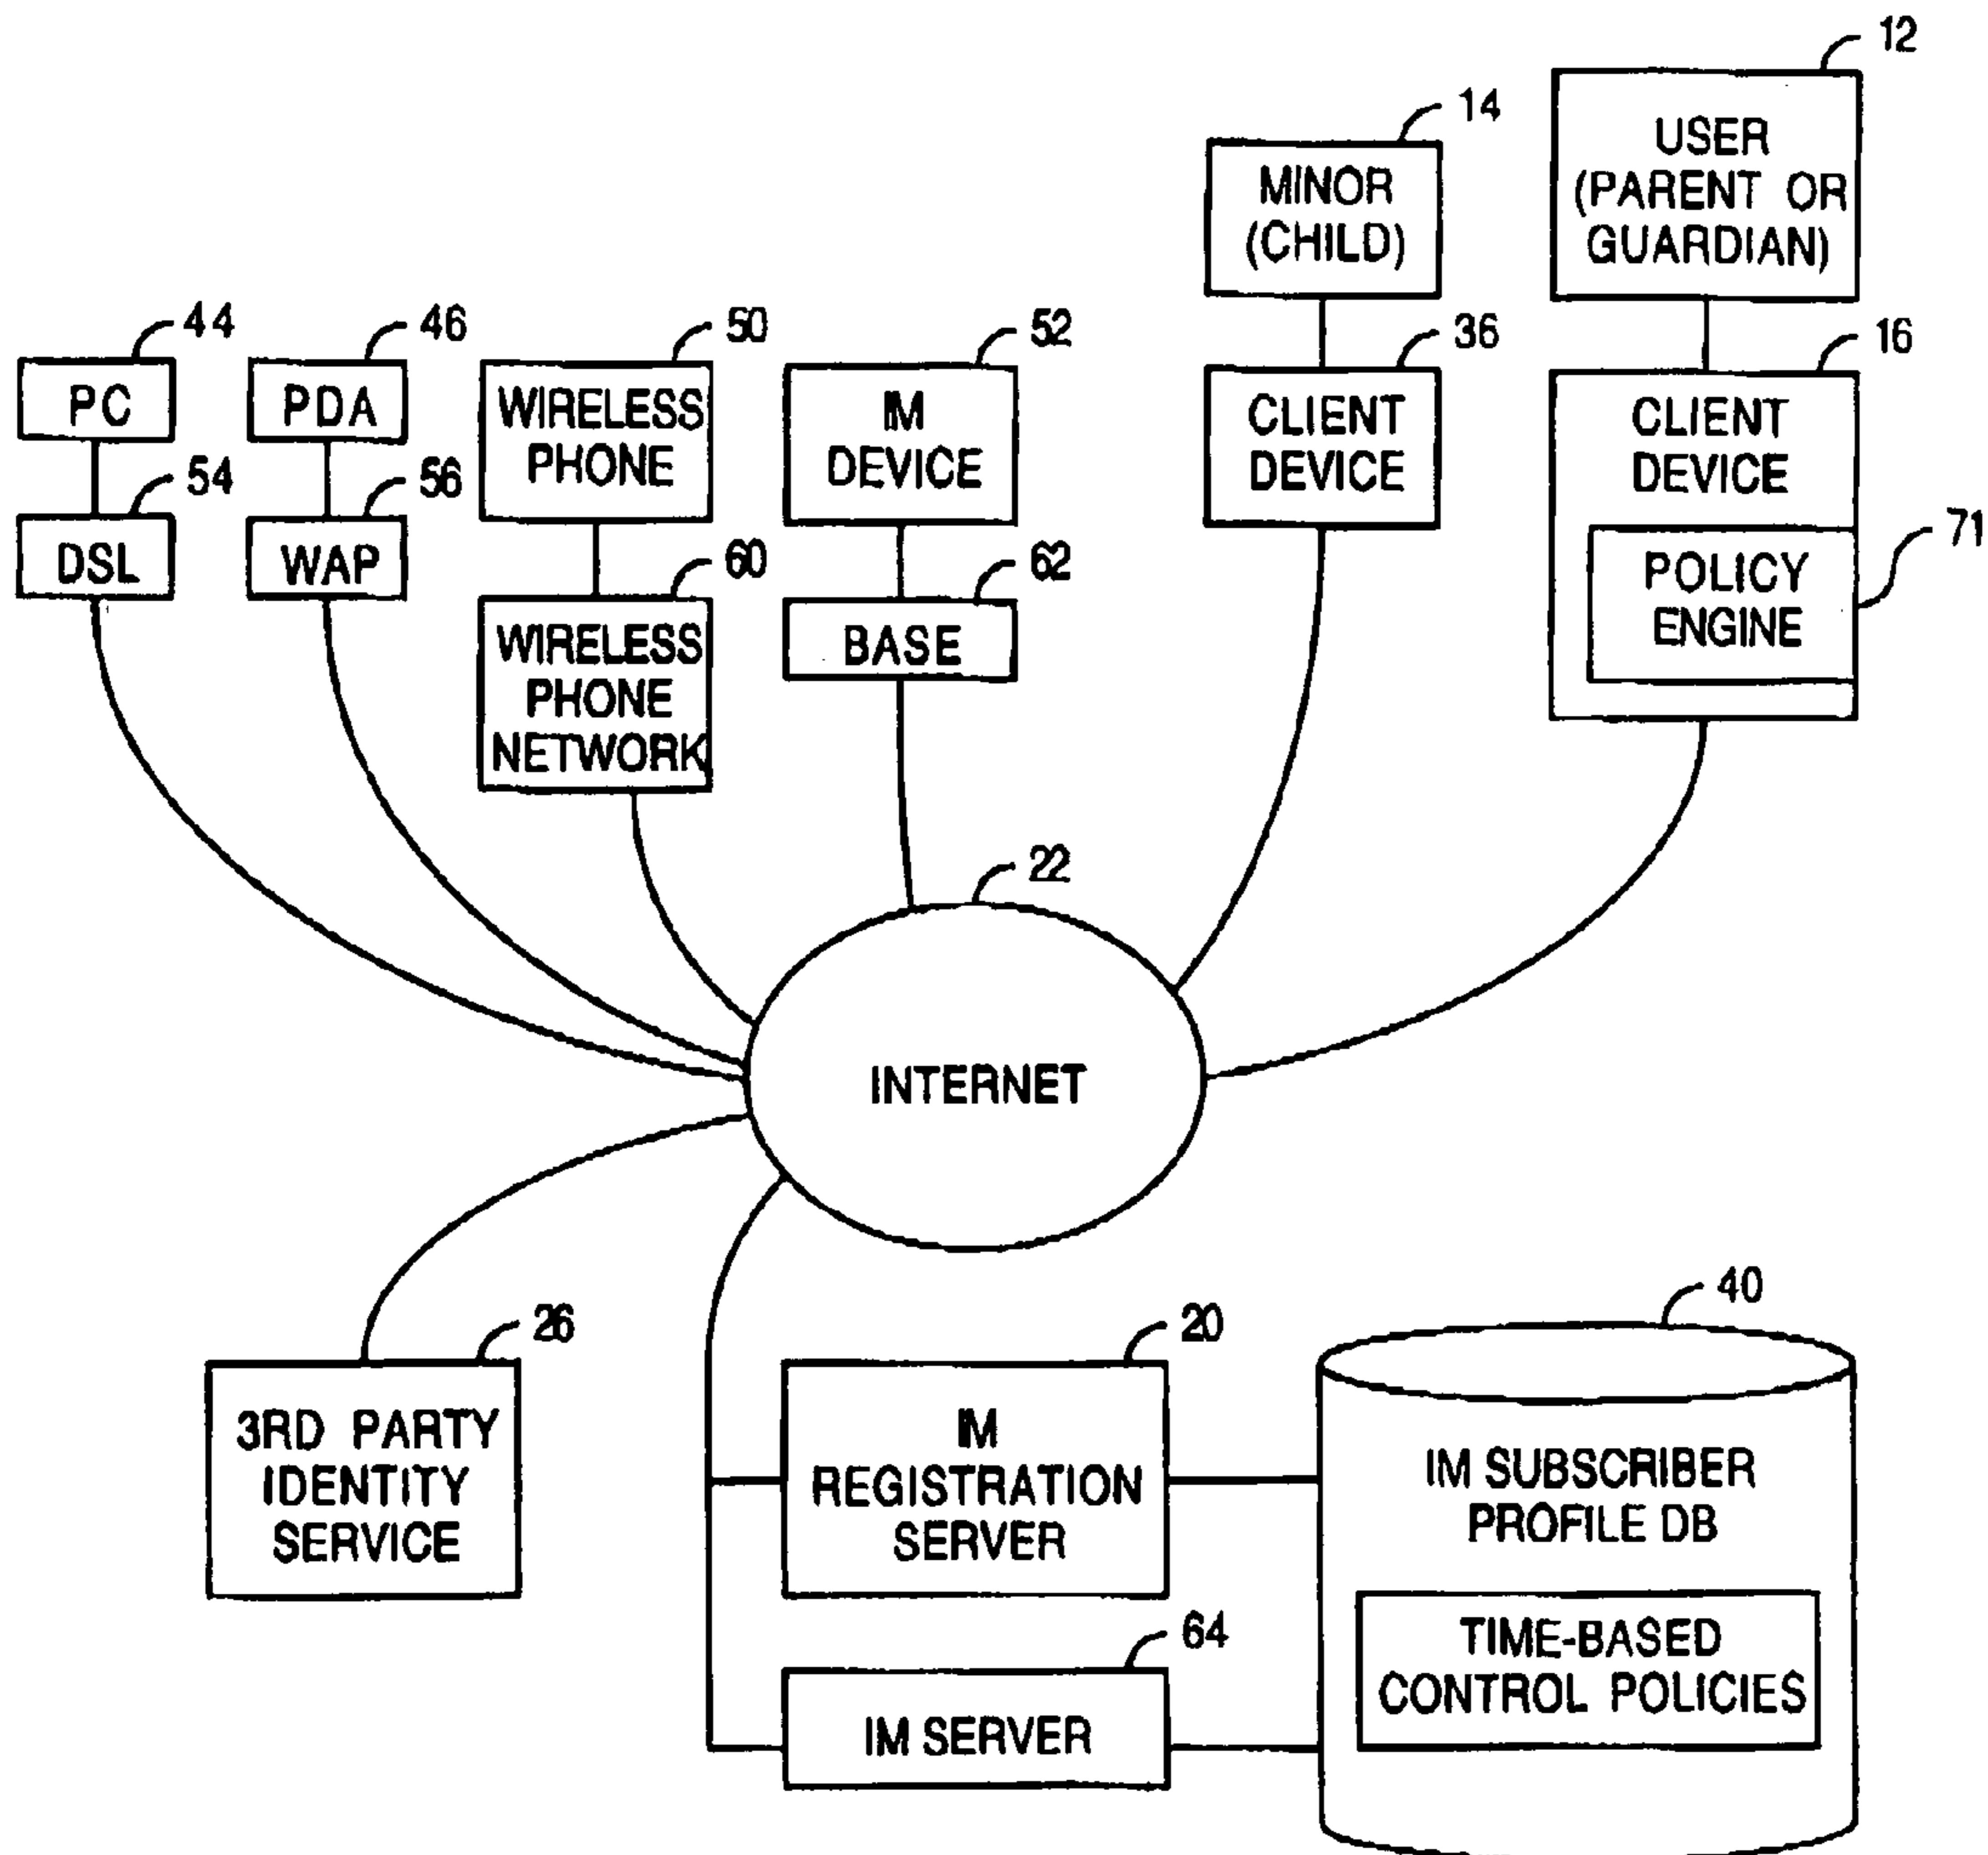 12
14
USER
(PARENT OR
GUARDIAN)
MINOR
(CHILD)
44
46
50
52
36
16
PC
PDA
WIRELESS
PHONE
IM
DEVICE
CLIENT
DEVICE
CLIENT
DEVICE
54
56
60
62
71
DSL
WAP
WIRELESS
PHONE
NETWORK
BASE
POLICY
ENGINE
22
INTERNET
26
20
40
3RD PARTY
IDENTITY
SERVICE
IM
REGISTRATION
SERVER
IM SUBSCRIBER
PROFILE DB
64
IM SERVER
TIME-BASED
CONTROL POLICIES